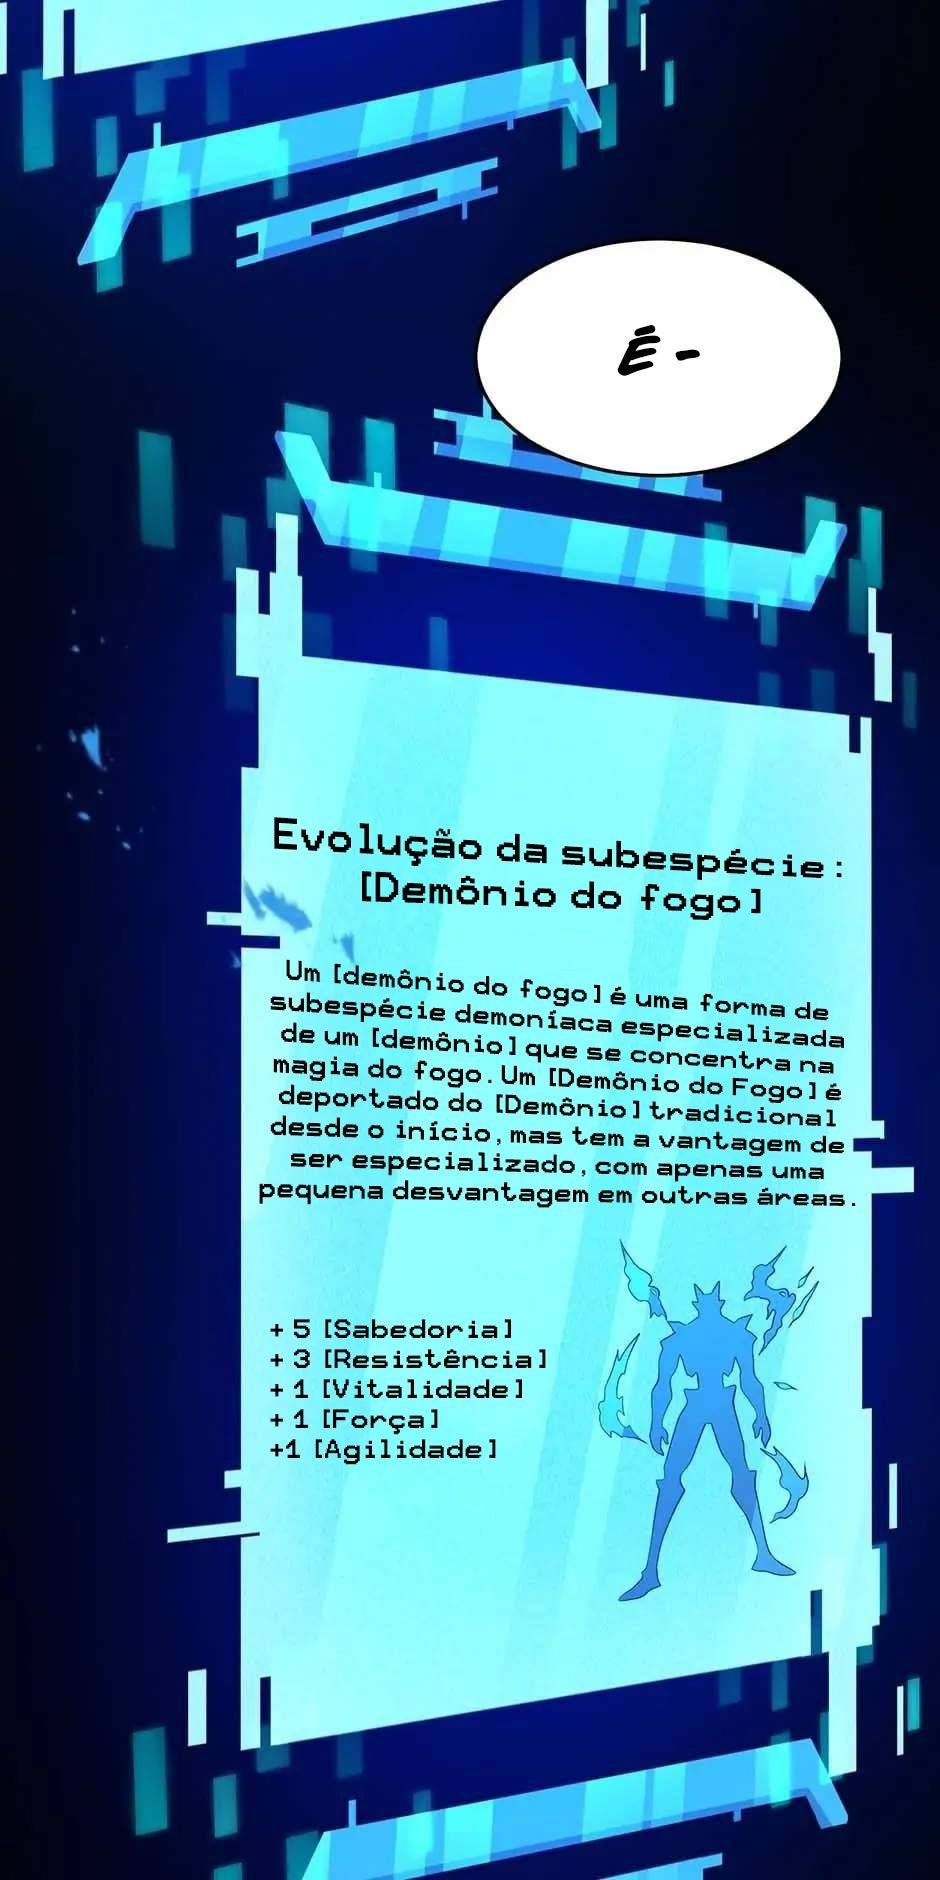 É -
Evolução da subespécie:
[Demônio do fogo]
Um [demônio do fogo] é uma forma de
subespécie demoníaca especializada
de um [demônio] que se concentra na
magia do fogo. Um [Demônio do Fogo] é
deportado do [Demônio] tradicional
desde o início, mas tem a vantagem de
ser especializado, com apenas uma
pequena desvantagem em outras áreas.
+ 5 [Sabedoria]
+ 3 [Resistência]
+ 1 [Vitalidade]
+ 1 [Força]
+1 [Agilidade]